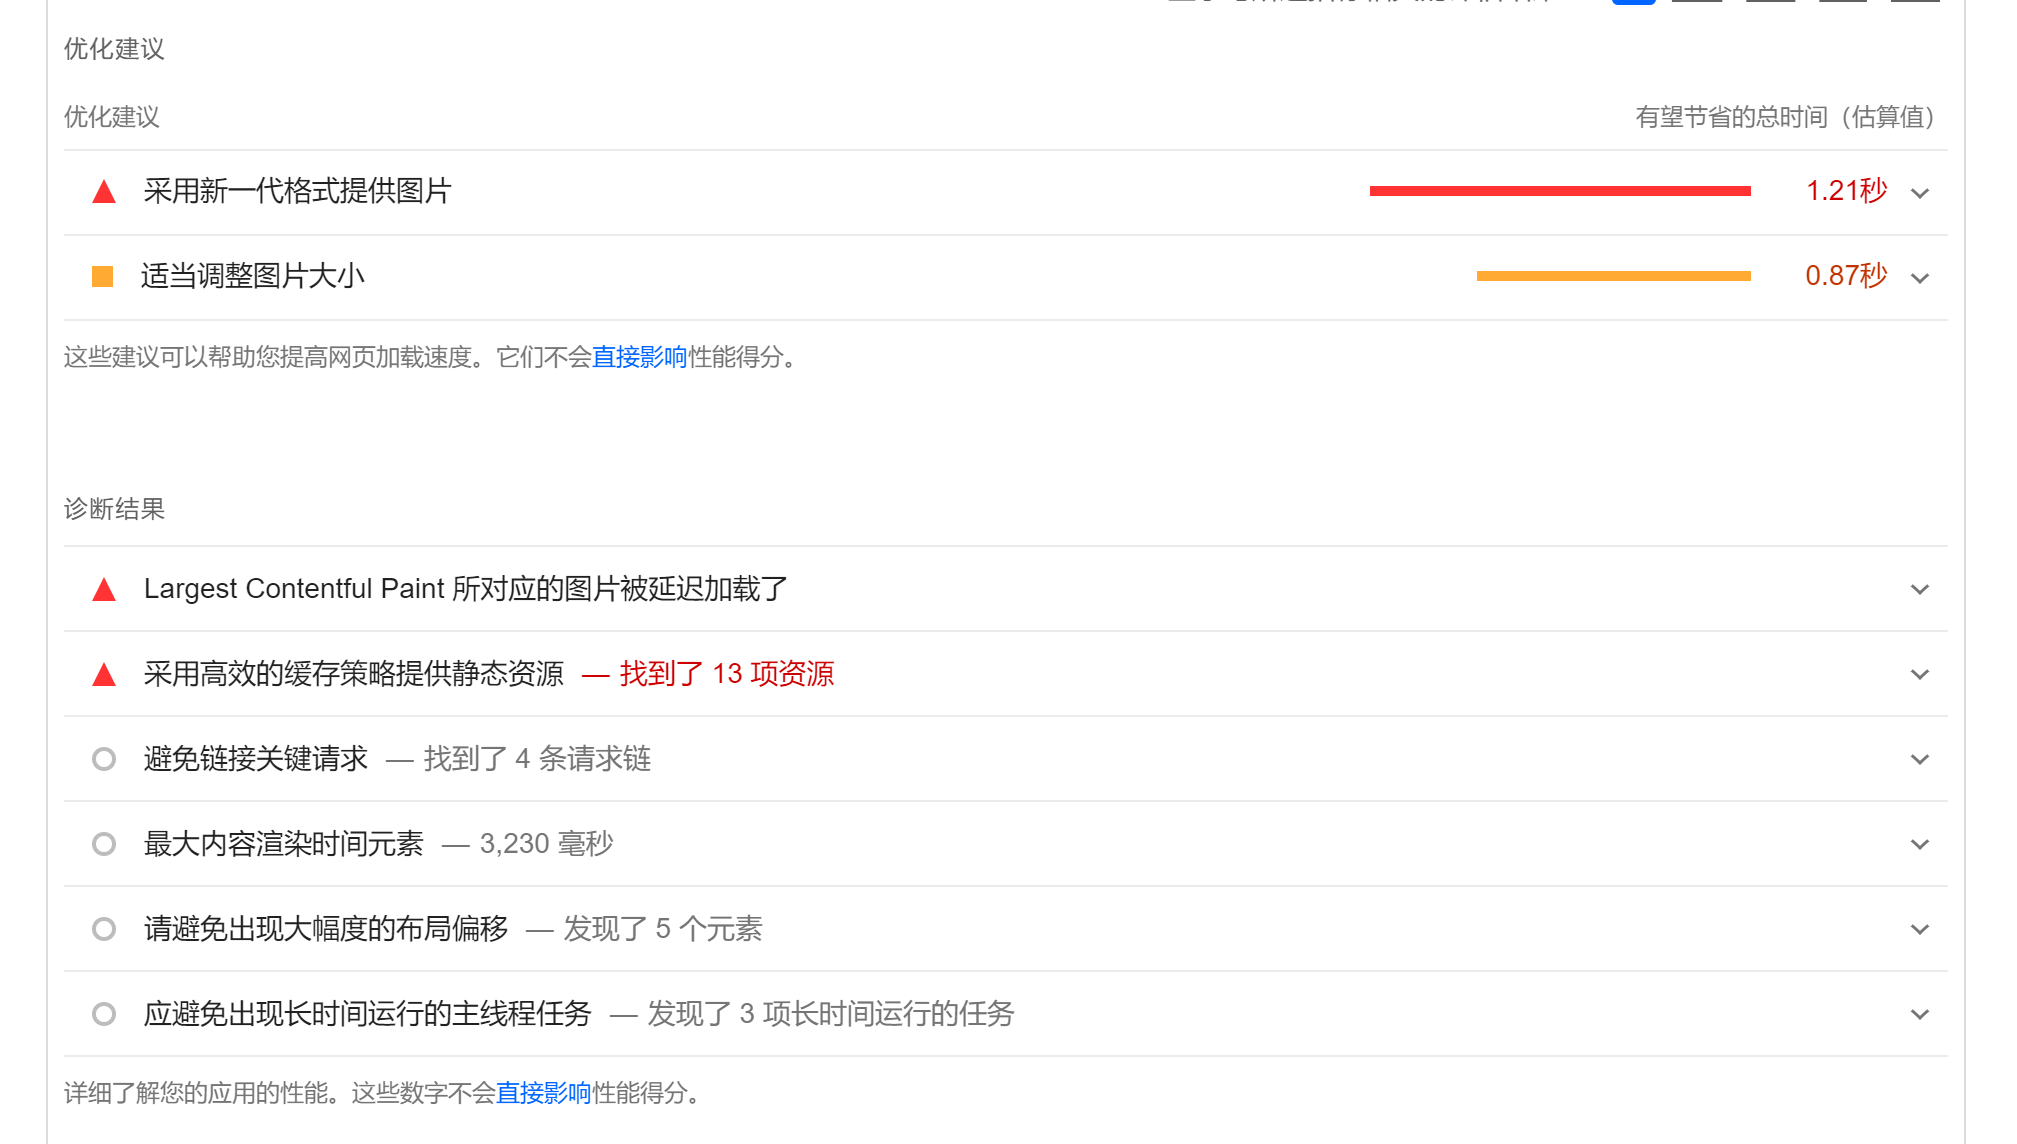 优化建议
优化建议 有望节省的总时间（估算值）
采用新一代格式提供图片 1.21秒
适当调整图片大小 0.87秒
这些建议可以帮助您提高网页加载速度。它们不会直接影响性能得分。
诊断结果
Largest Contentful Paint 所对应的图片被延迟加载了
采用高效的缓存策略提供静态资源 — 找到了 13 项资源
避免链接关键请求 — 找到了 4 条请求链
最大内容渲染时间元素 — 3,230 毫秒
请避免出现大幅度的布局偏移 — 发现了 5 个元素
应避免出现长时间运行的主线程任务 — 发现了 3 项长时间运行的任务
详细了解您的应用的性能。这些数字不会直接影响性能得分。